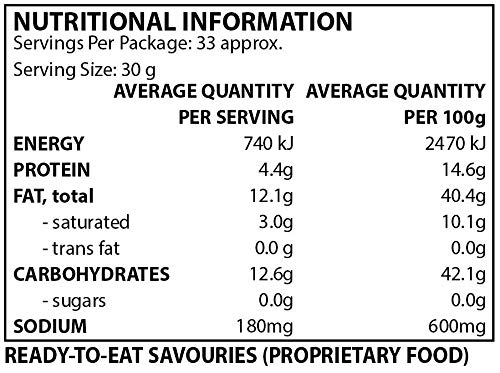 NUTRITIONAL INFORMATION
Servings Per Package: 33 approx.
Serving Size: 30 g
AVERAGE QUANTITY AVERAGE QUANTITY
PER SERVING PER 100g
ENERGY 740 kJ 2470 kJ
PROTEIN 4.4g 14.6g
FAT, total 12.1g 40.4g
- saturated 3.0g 10.1g
- trans fat 0.0 g 0.0g
CARBOHYDRATES 12.6g 42.1g
- sugars 0.0g 0.0g
SODIUM 180mg 600mg
READY-TO-EAT SAVOURIES (PROPRIETARY FOOD)